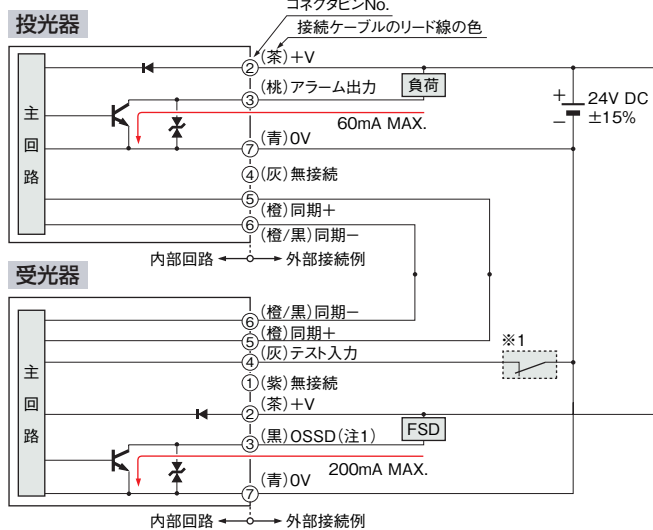 コネクタピンNo.
投光器
接続ケーブルのリード線の色
② (茶)+V
③ (桃)アラーム出力
負荷
+ 24V DC
− ±15%
60mA MAX.
主回路
⑦ (青)0V
④ (灰)無接続
⑤ (橙)同期+
⑥ (橙/黒)同期−
内部回路 外部接続例
受光器
⑥ (橙/黒)同期−
⑤ (橙)同期+
④ (灰)テスト入力
※1
① (紫)無接続
主回路
② (茶)+V
③ (黒)OSSD(注1)
FSD
200mA MAX.
⑦ (青)0V
内部回路 外部接続例